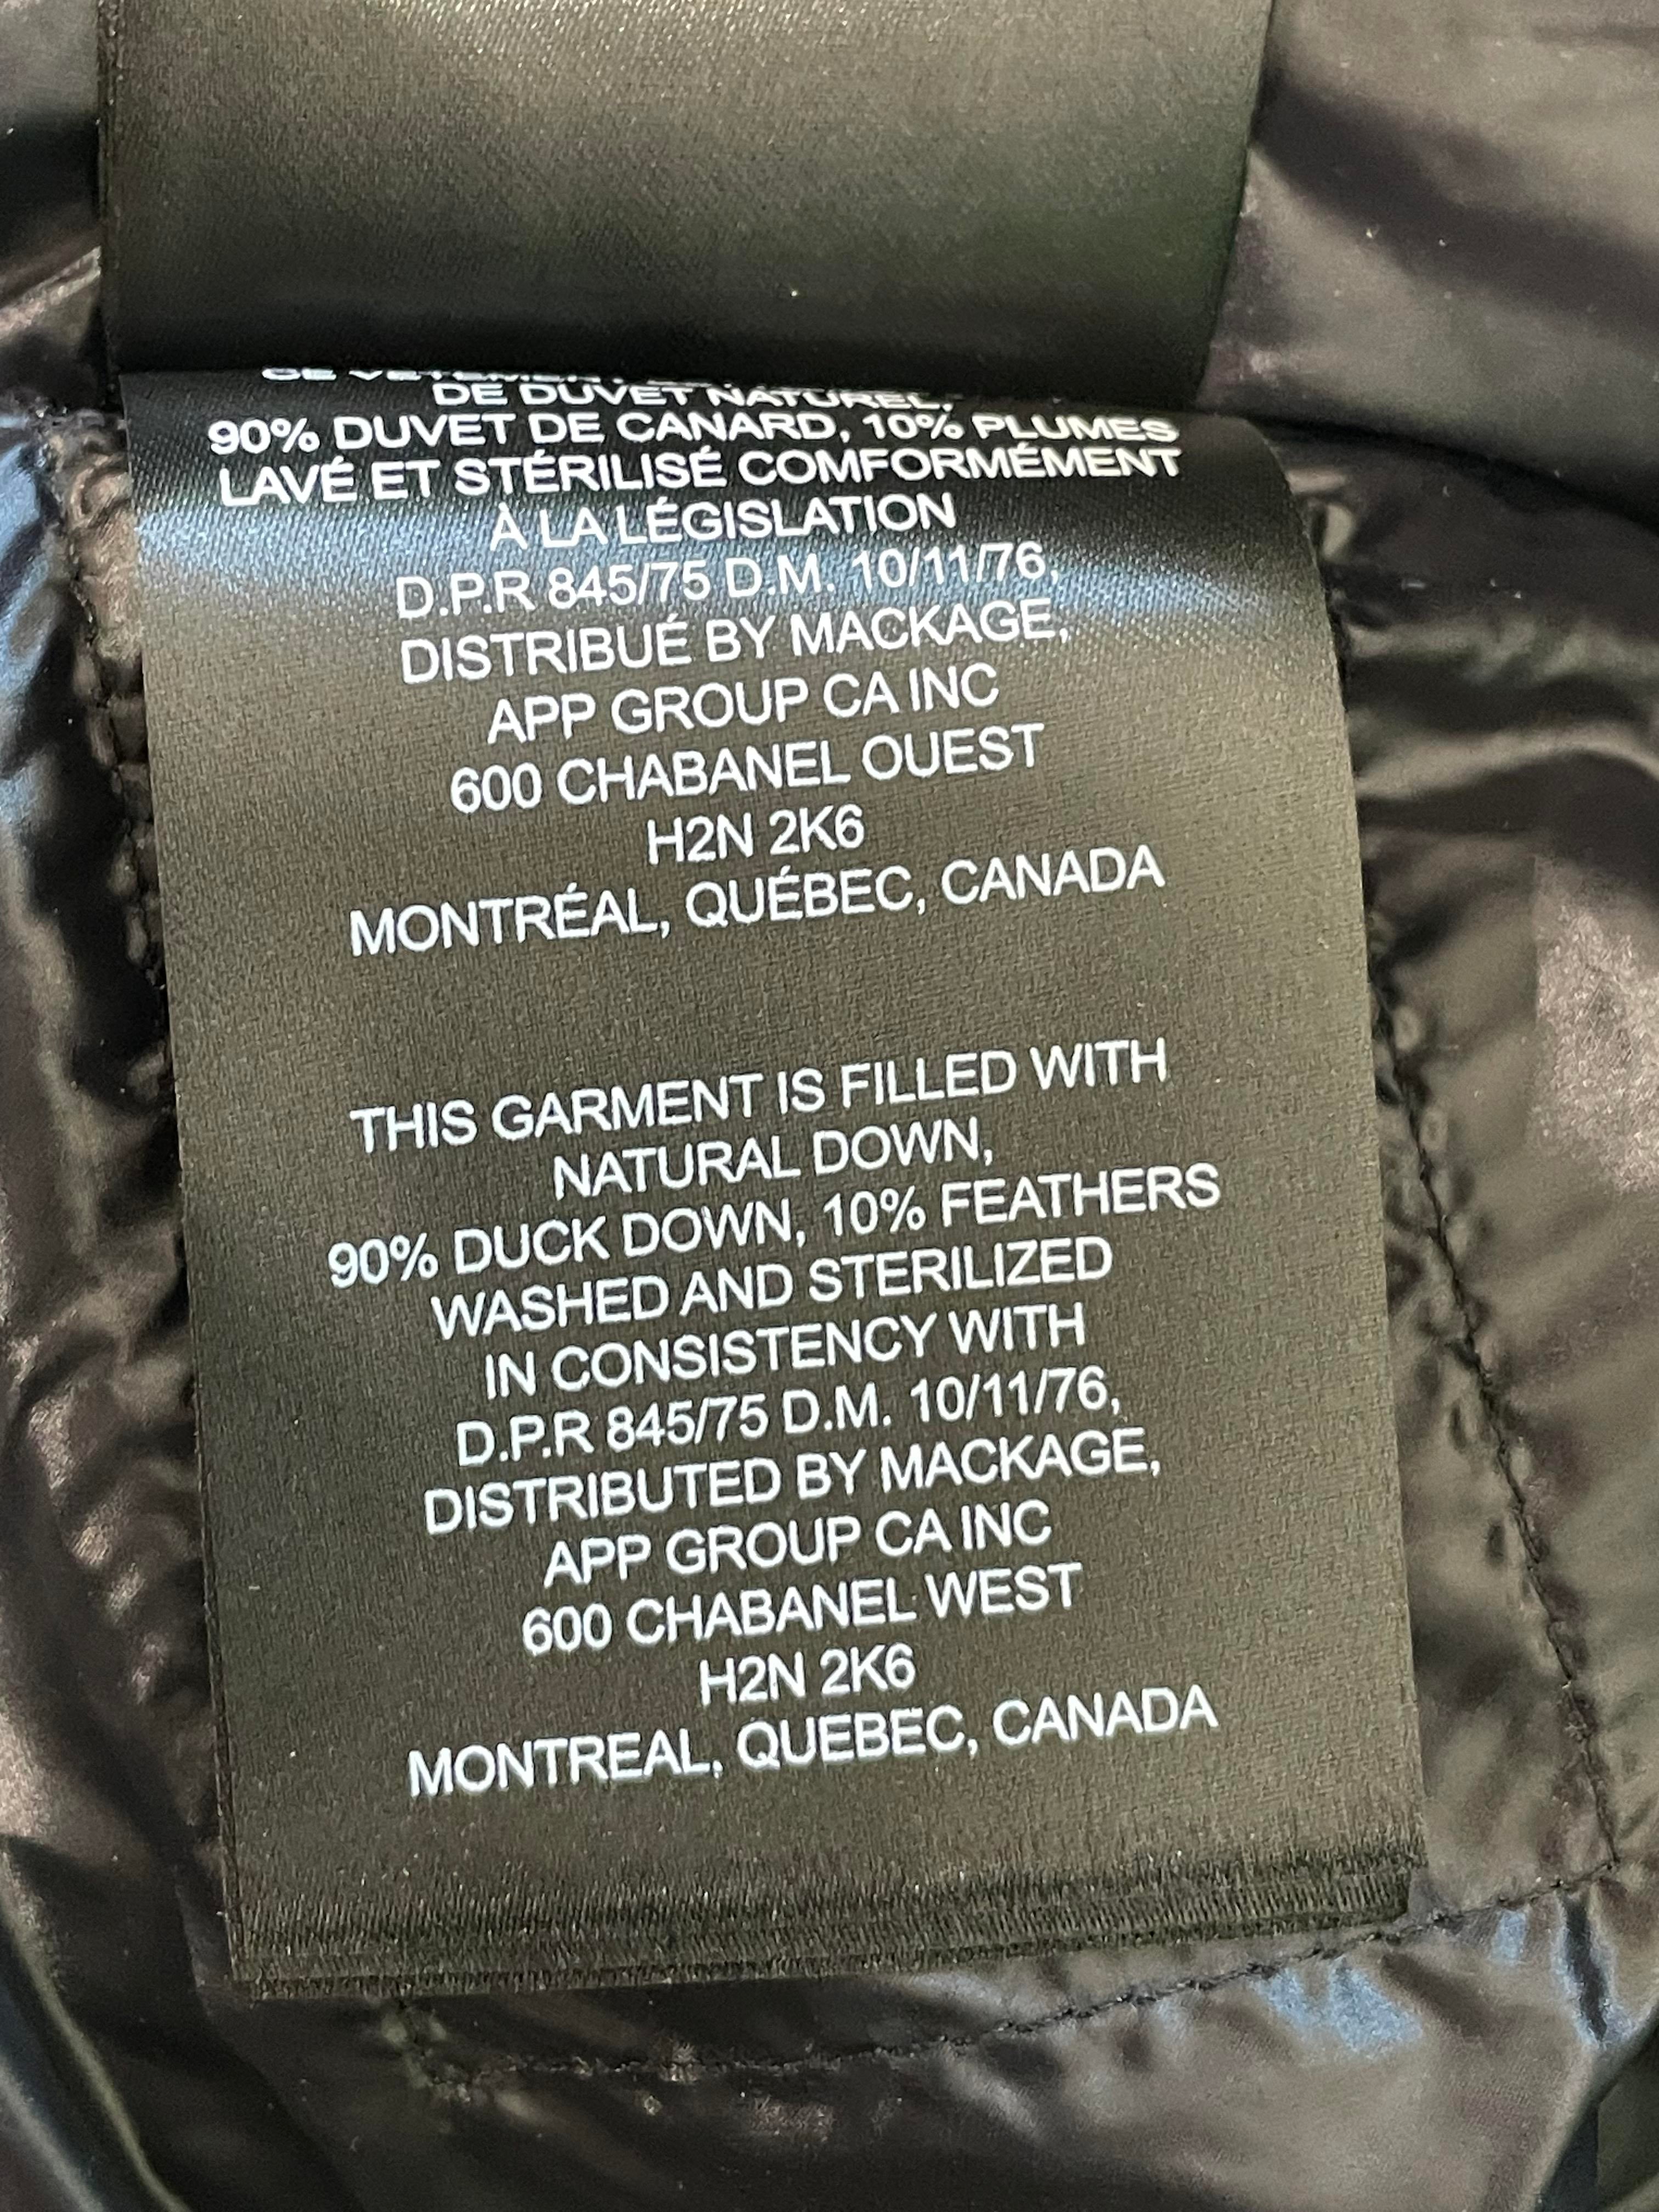 CE VÊTEMENT
DE DUVET NATUREL,
90% DUVET DE CANARD, 10% PLUMES
LAVÉ ET STÉRILISÉ COMFORMÉMENT
À LA LÉGISLATION
D.P.R 845/75 D.M. 10/11/76,
DISTRIBUÉ BY MACKAGE,
APP GROUP CA INC
600 CHABANEL OUEST
H2N 2K6
MONTRÉAL, QUÉBEC, CANADA
THIS GARMENT IS FILLED WITH
NATURAL DOWN,
90% DUCK DOWN, 10% FEATHERS
WASHED AND STERILIZED
IN CONSISTENCY WITH
D.P.R 845/75 D.M. 10/11/76,
DISTRIBUTED BY MACKAGE,
APP GROUP CA INC
600 CHABANEL WEST
H2N 2K6
MONTREAL, QUEBEC, CANADA